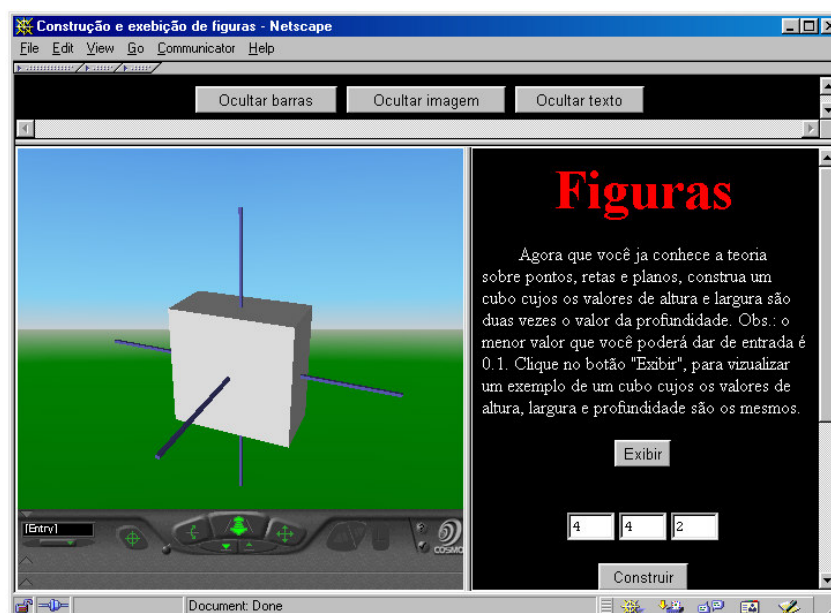 Construção e exebição de figuras - Netscape
File Edit View Go Communicator Help
Ocultar barras Ocultar imagem Ocultar texto
Figuras
Agora que você ja conhece a teoria
sobre pontos, retas e planos, construa um
cubo cujos os valores de altura e largura são
duas vezes o valor da profundidade. Obs.: o
menor valor que você poderá dar de entrada é
0.1. Clique no botão "Exibir", para vizualizar
um exemplo de um cubo cujos os valores de
altura, largura e profundidade são os mesmos.
Exibir
4 4 2
Construir
[Entry]
COSMO
Document: Done